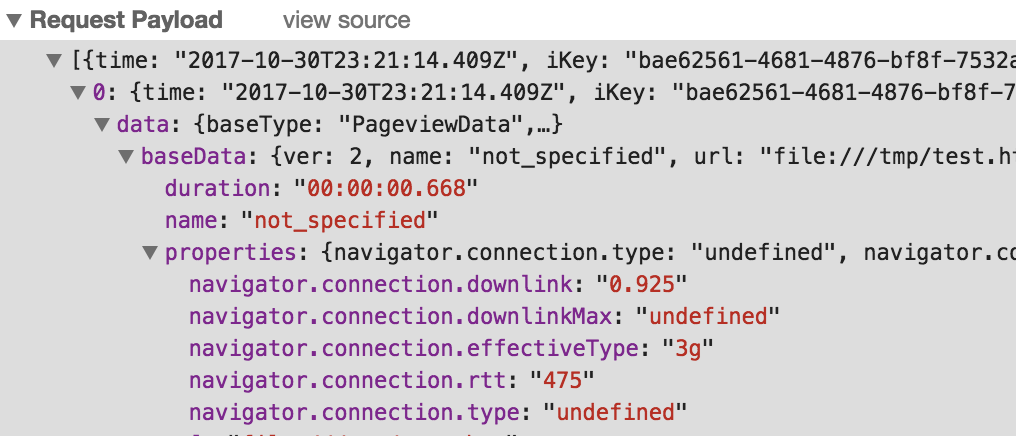 Request Payload view source
[{time: "2017-10-30T23:21:14.409Z", iKey: "bae62561-4681-4876-bf8f-7532a
0: {time: "2017-10-30T23:21:14.409Z", iKey: "bae62561-4681-4876-bf8f-7
data: {baseType: "PageviewData",…}
baseData: {ver: 2, name: "not_specified", url: "file:///tmp/test.ht
duration: "00:00:00.668"
name: "not_specified"
properties: {navigator.connection.type: "undefined", navigator.co
navigator.connection.downlink: "0.925"
navigator.connection.downlinkMax: "undefined"
navigator.connection.effectiveType: "3g"
navigator.connection.rtt: "475"
navigator.connection.type: "undefined"